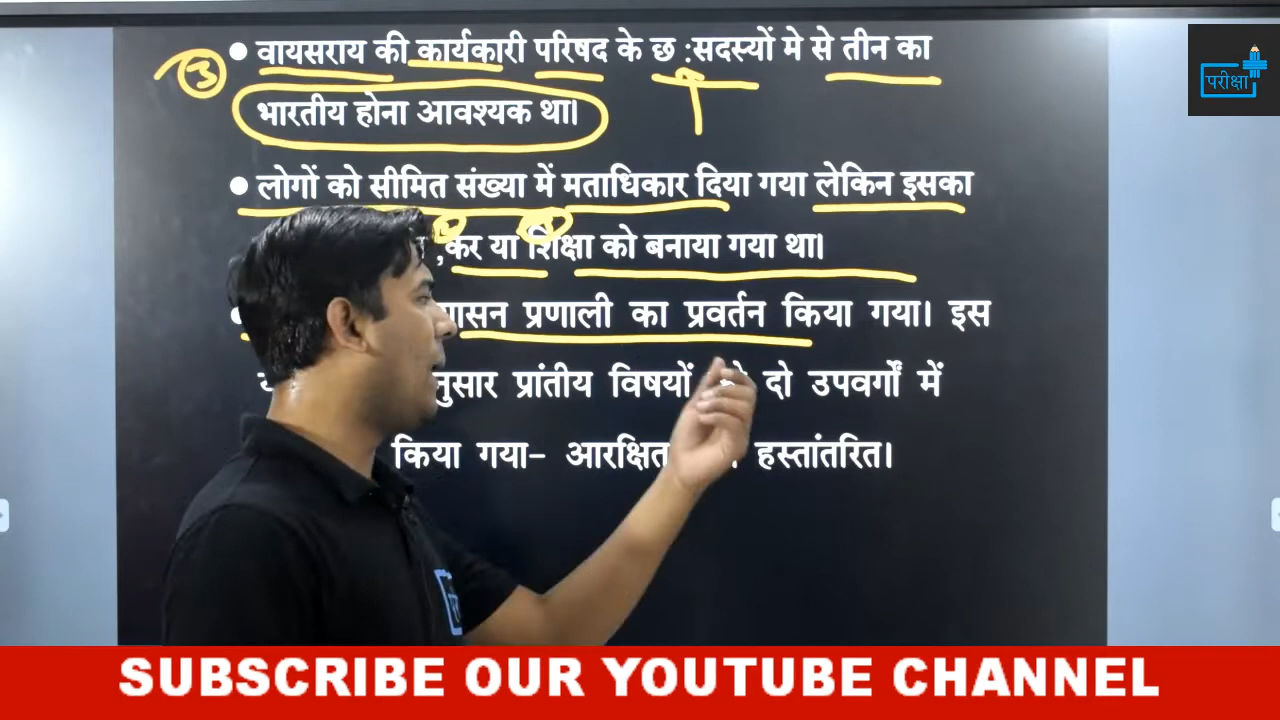 वायसराय की कार्यकारी परिषद के छ :सदस्यों मे से तीन का
भारतीय होना आवश्यक था।
लोगों को सीमित संख्या में मताधिकार दिया गया लेकिन इसका
,कर या शिक्षा को बनाया गया था।
प्रणाली का प्रवर्तन किया गया। इस
प्रांतीय विषयों दो उपवर्गों में
किया गया– आरक्षित हस्तांतरित।
परीक्षा
SUBSCRIBE OUR YOUTUBE CHANNEL